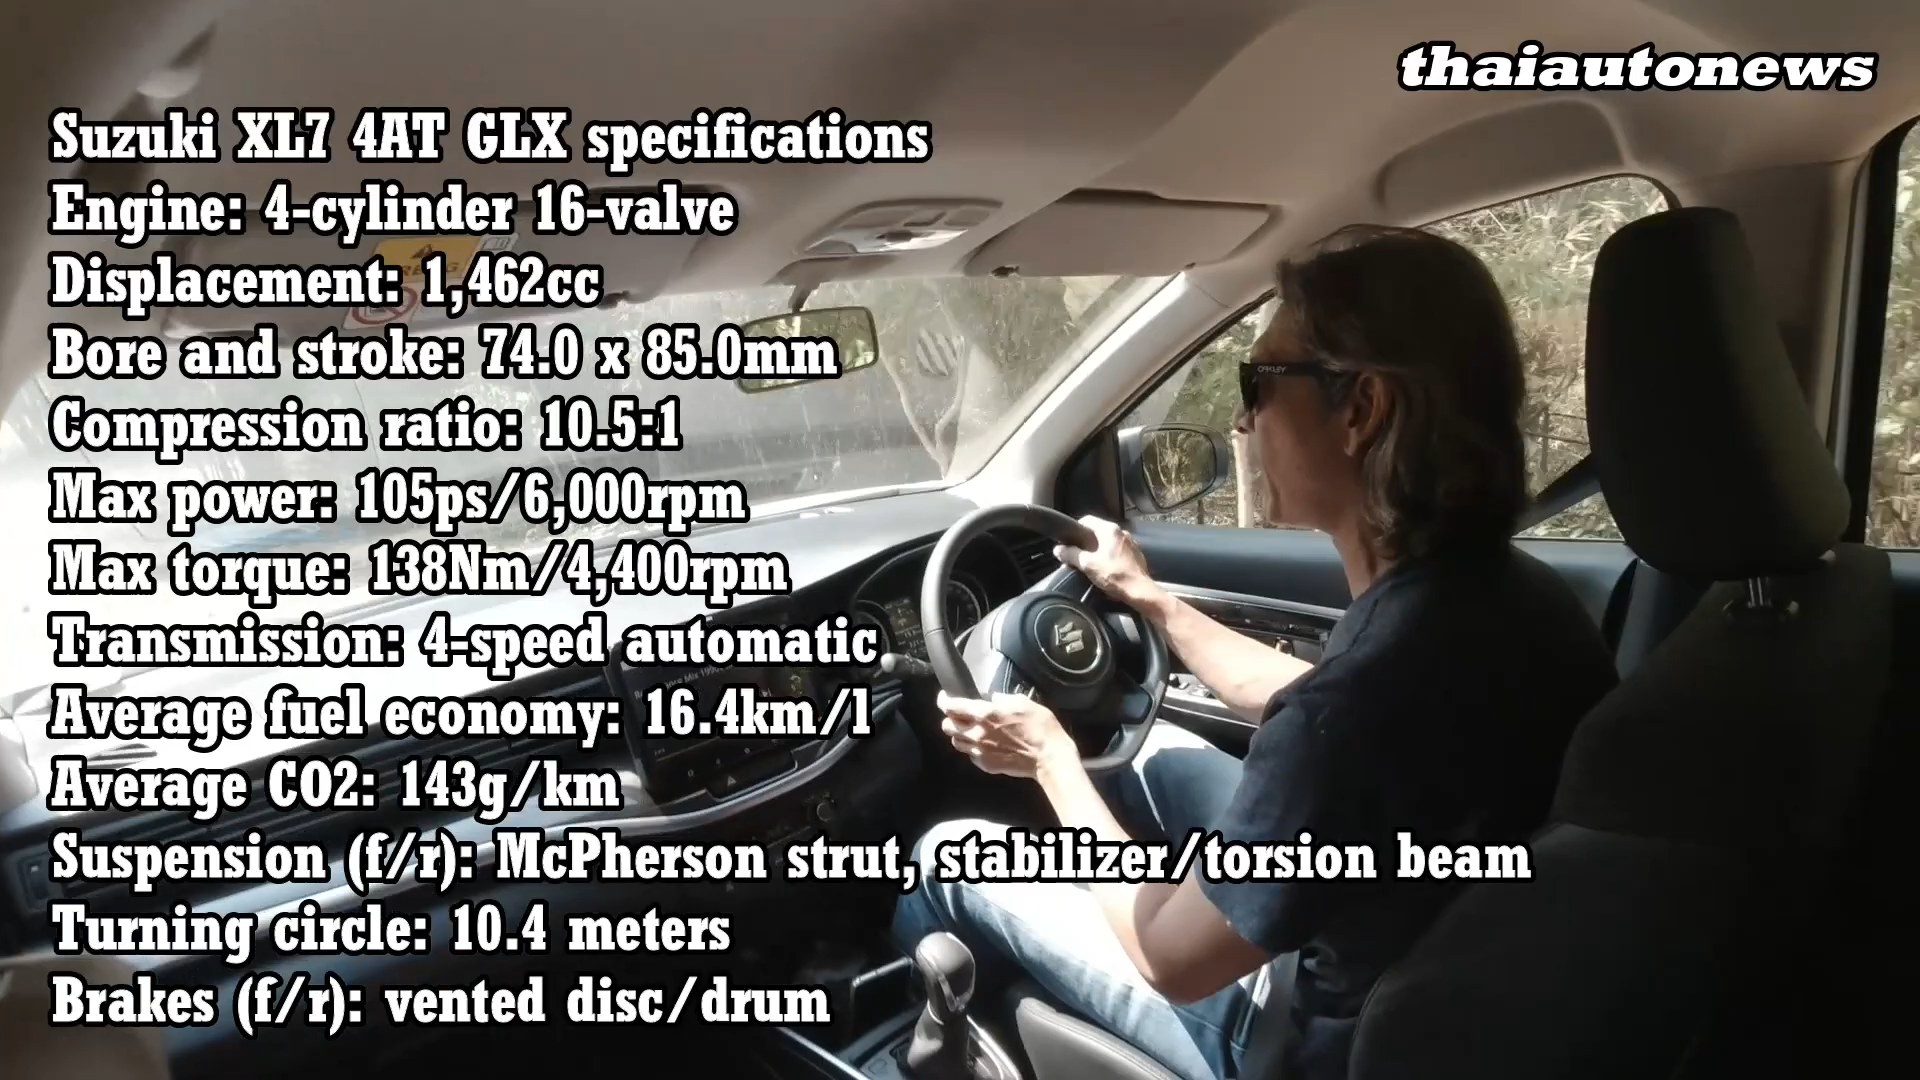 thaiautonews
Suzuki XL7 4AT GLX specifications
Engine: 4-cylinder 16-valve
Displacement: 1,462cc
Bore and stroke: 74.0 x 85.0mm
Compression ratio: 10.5:1
Max power: 105ps/6,000rpm
Max torque: 138Nm/4,400rpm
Transmission: 4-speed automatic
Average fuel economy: 16.4km/l
Average CO2: 143g/km
Suspension (f/r): McPherson strut, stabilizer/torsion beam
Turning circle: 10.4 meters
Brakes (f/r): vented disc/drum
OAKLEY